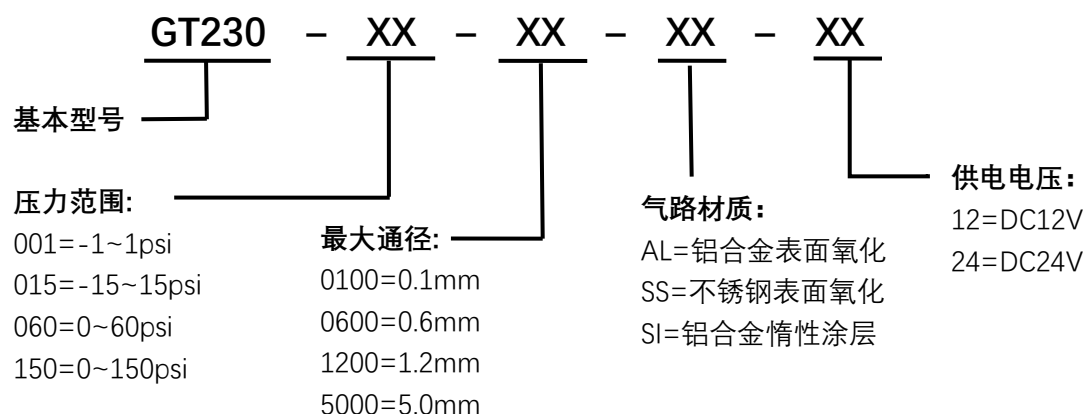 GT230 – XX – XX – XX – XX
基本型号
压力范围:
001=-1~1psi
015=-15~15psi
060=0~60psi
150=0~150psi
最大通径:
0100=0.1mm
0600=0.6mm
1200=1.2mm
5000=5.0mm
气路材质：
AL=铝合金表面氧化
SS=不锈钢表面氧化
SI=铝合金惰性涂层
供电电压：
12=DC12V
24=DC24V